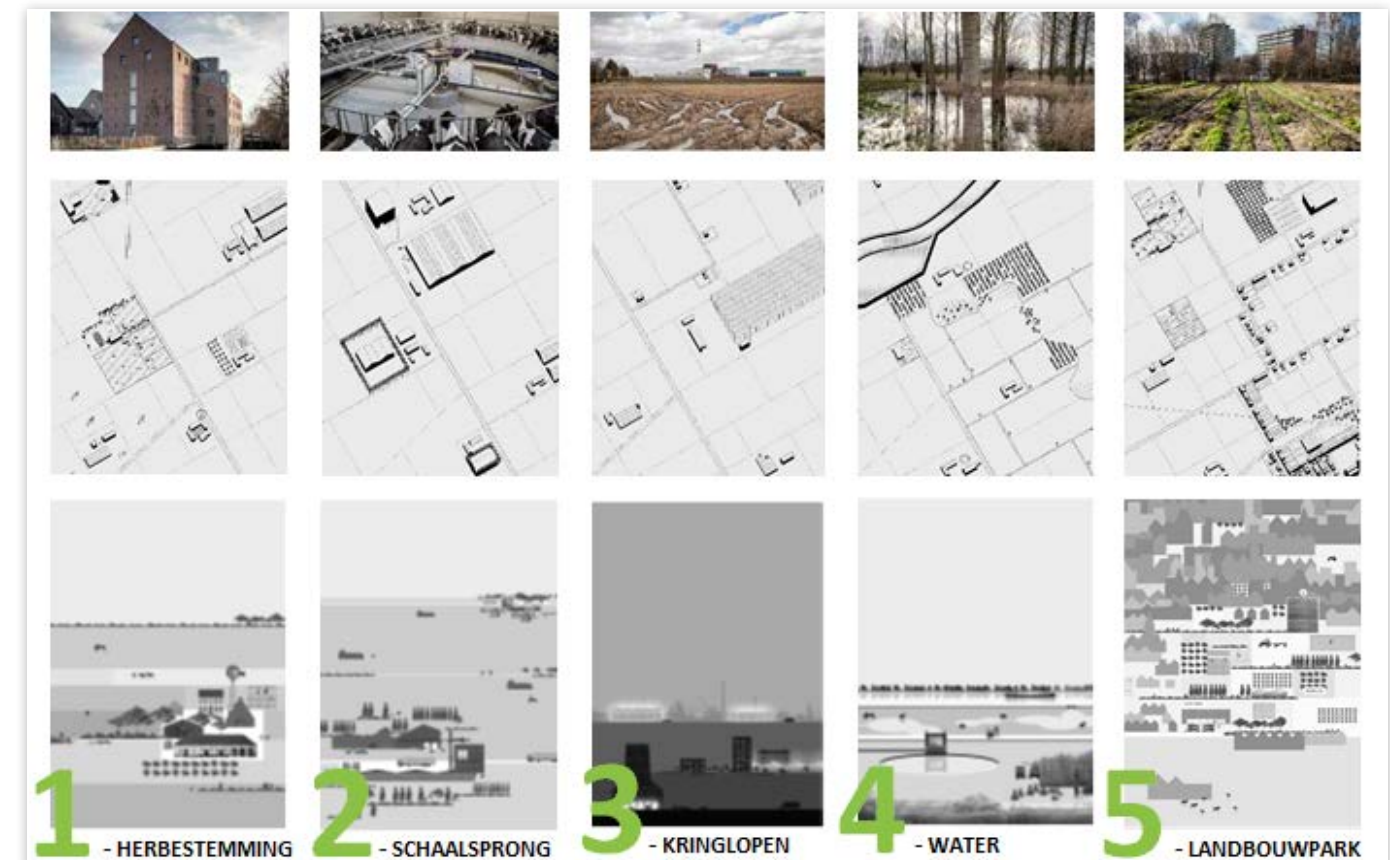 1 - HERBESTEMMING
2 - SCHAALSPRONG
3 - KRINGLOPEN
4 - WATER
5 - LANDBOUWPARK